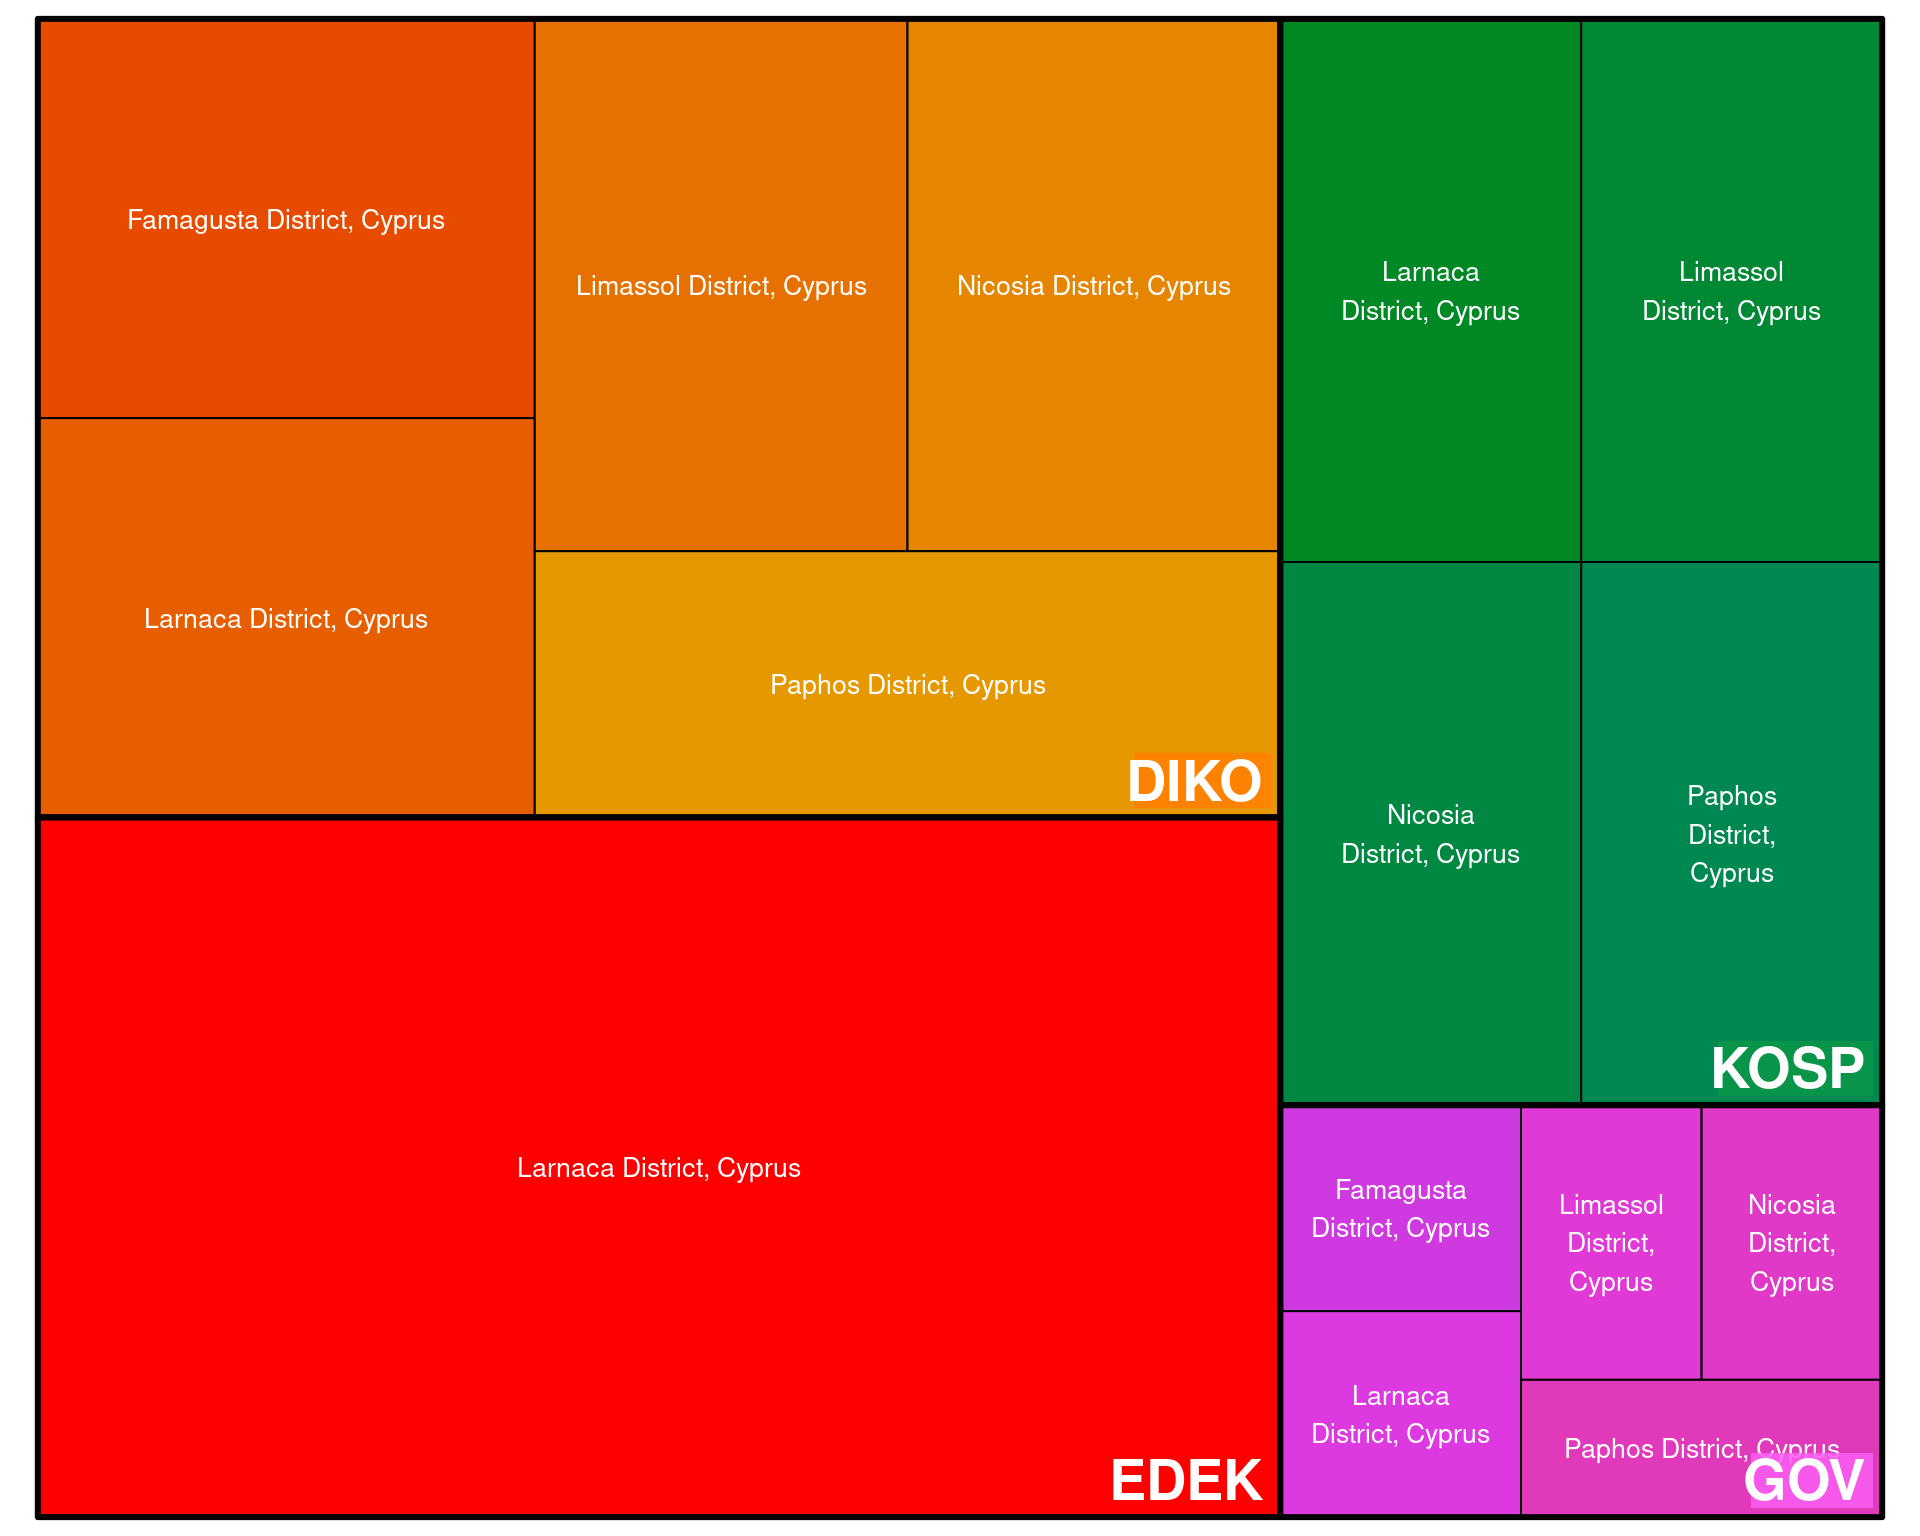 Famagusta District, Cyprus
Limassol District, Cyprus
Nicosia District, Cyprus
Larnaca District, Cyprus
Paphos District, Cyprus
DIKO
Larnaca District, Cyprus
EDEK
Larnaca
District, Cyprus
Limassol
District, Cyprus
Nicosia
District, Cyprus
Paphos
District,
Cyprus
KOSP
Famagusta
District, Cyprus
Limassol
District,
Cyprus
Nicosia
District,
Cyprus
Larnaca
District, Cyprus
Paphos District, Cyprus
GOV